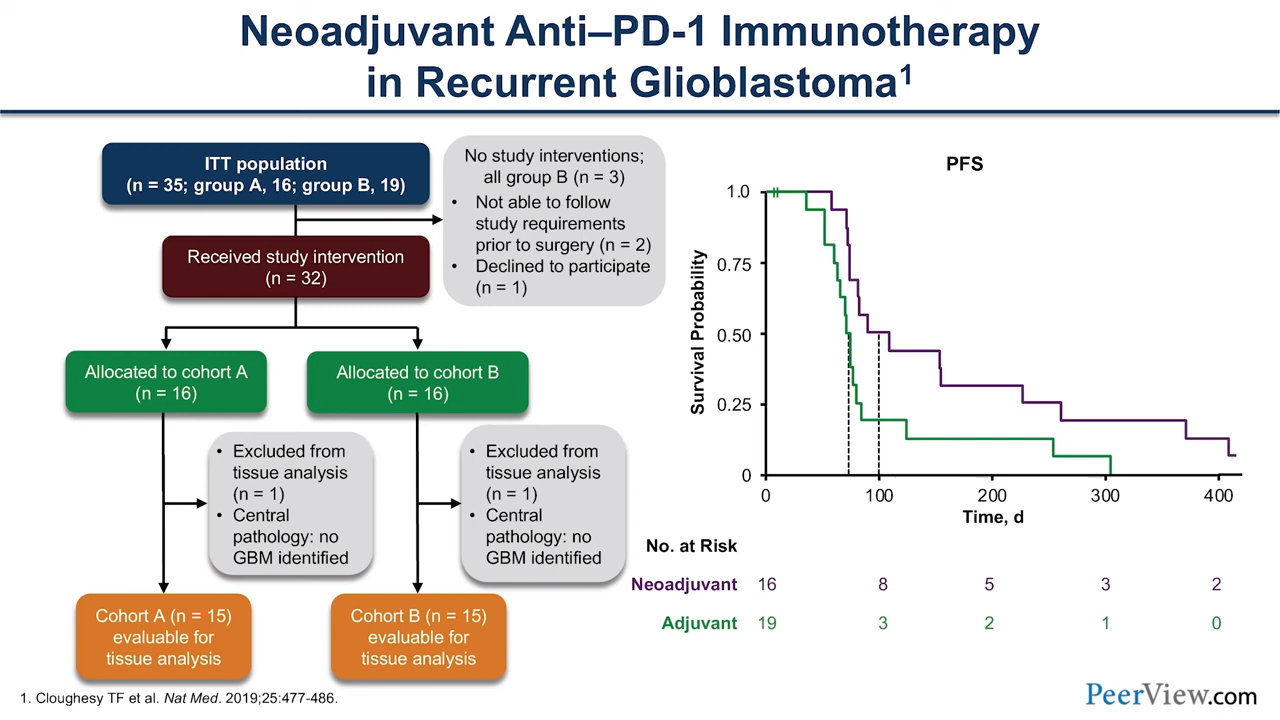 Neoadjuvant Anti–PD-1 Immunotherapy
in Recurrent Glioblastoma¹
ITT population
(n = 35; group A, 16; group B, 19)
No study interventions;
all group B (n = 3)
• Not able to follow
study requirements
prior to surgery (n = 2)
• Declined to participate
(n = 1)
Received study intervention
(n = 32)
Allocated to cohort A
(n = 16)
Allocated to cohort B
(n = 16)
• Excluded from
tissue analysis
(n = 1)
• Central
pathology: no
GBM identified
• Excluded from
tissue analysis
(n = 1)
• Central
pathology: no
GBM identified
Cohort A (n = 15)
evaluable for
tissue analysis
Cohort B (n = 15)
evaluable for
tissue analysis
PFS
Survival Probability
1.0
0.75
0.50
0.25
0
0 100 200 300 400
Time, d
No. at Risk
Neoadjuvant 16 8 5 3 2
Adjuvant 19 3 2 1 0
1. Cloughesy TF et al. Nat Med. 2019;25:477-486.
PeerView.com